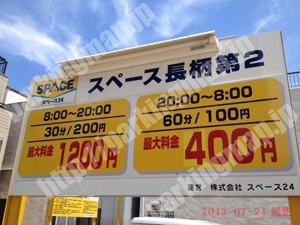 SPACE
スペース24
スペース長柄第2
8:00～20:00
30分/200円
最大料金 1200円
20:00～8:00
60分/100円
最大料金 400円
運営 株式会社 スペース24